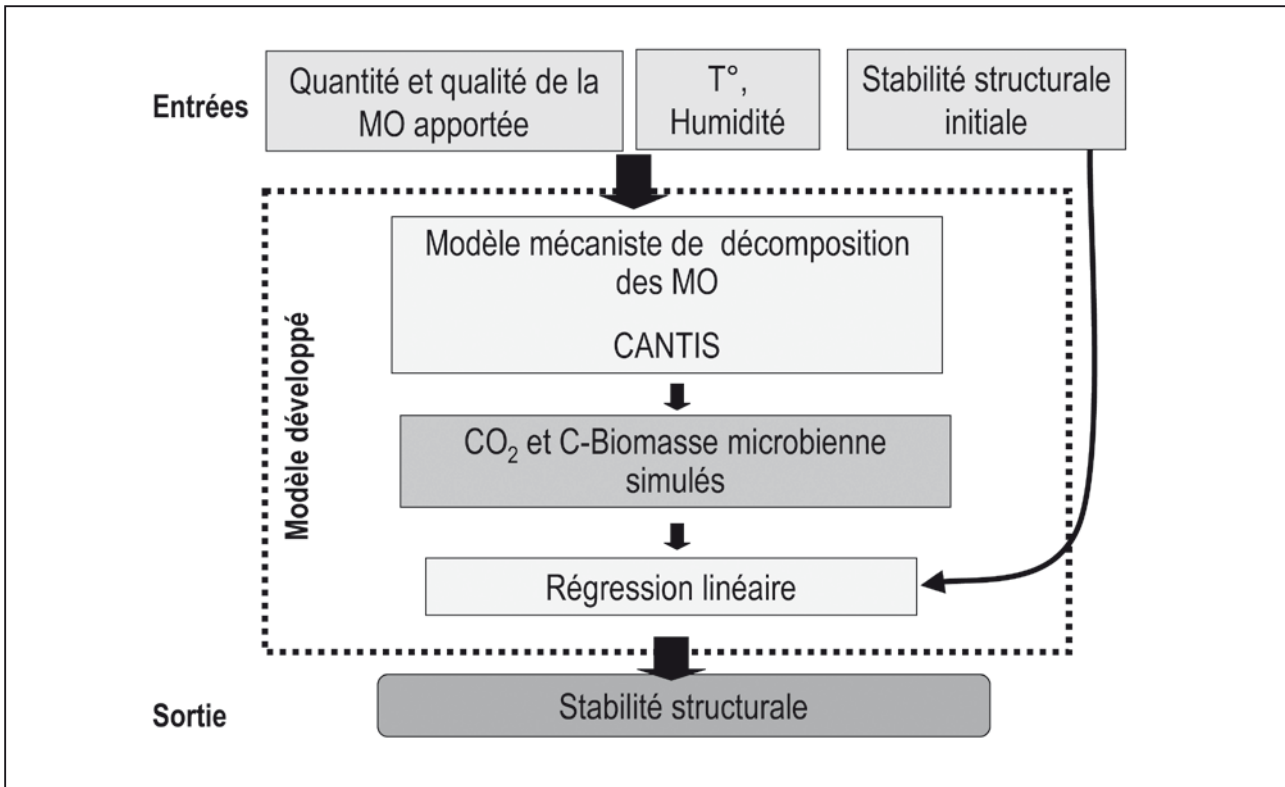 Entrées
Quantité et qualité de la
MO apportée
T°,
Humidité
Stabilité structurale
initiale
Modèle développé
Modèle mécaniste de décomposition
des MO
CANTIS
CO₂ et C-Biomasse microbienne
simulés
Régression linéaire
Sortie
Stabilité structurale